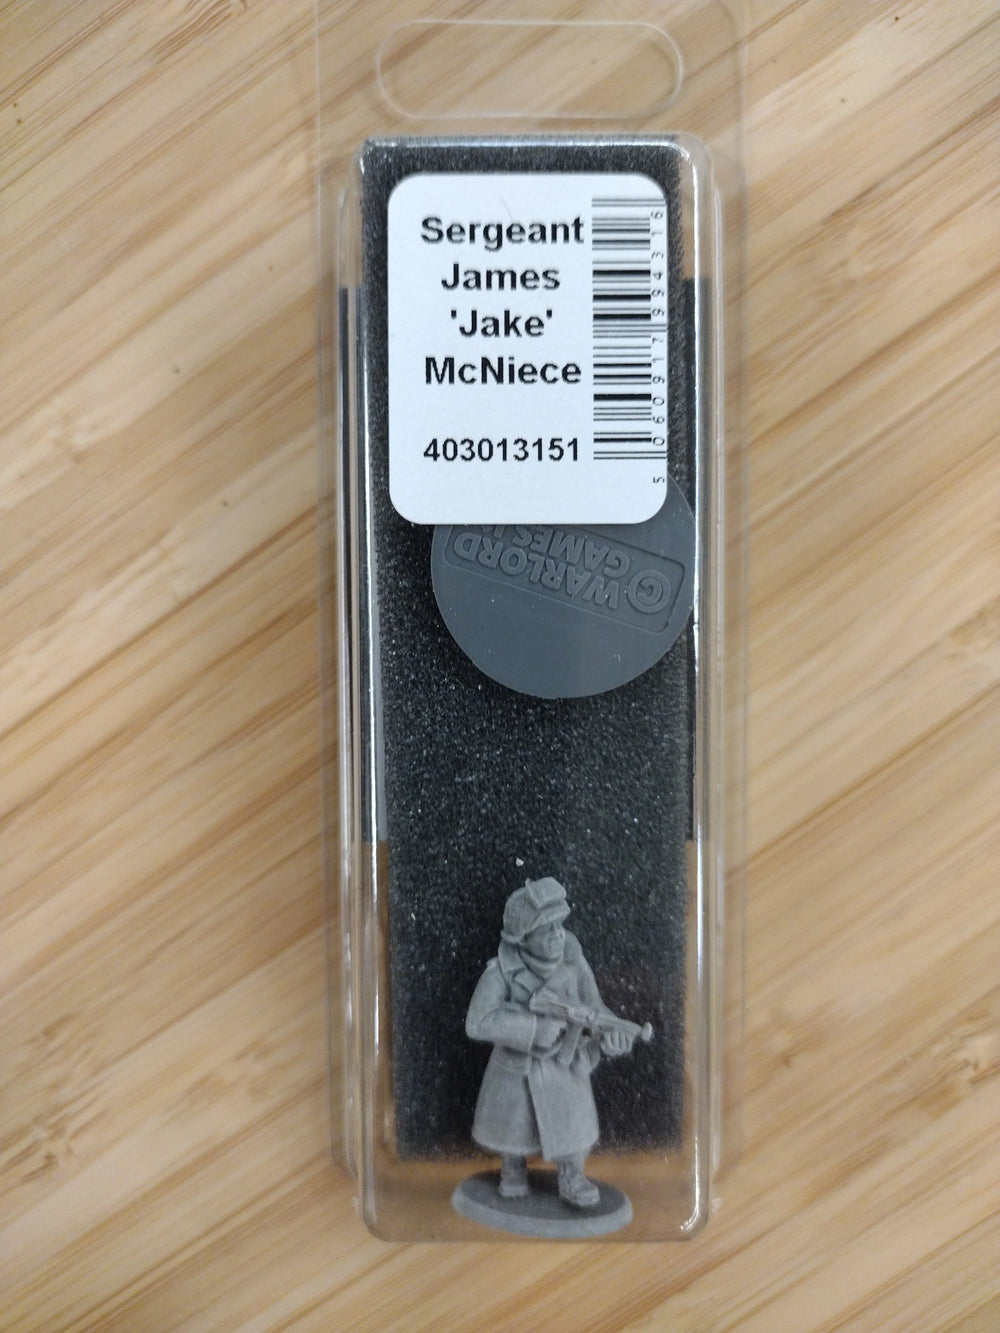 Sergeant
James
'Jake'
McNiece
403013151
5 060917 994316
© WARLORD
GAMES